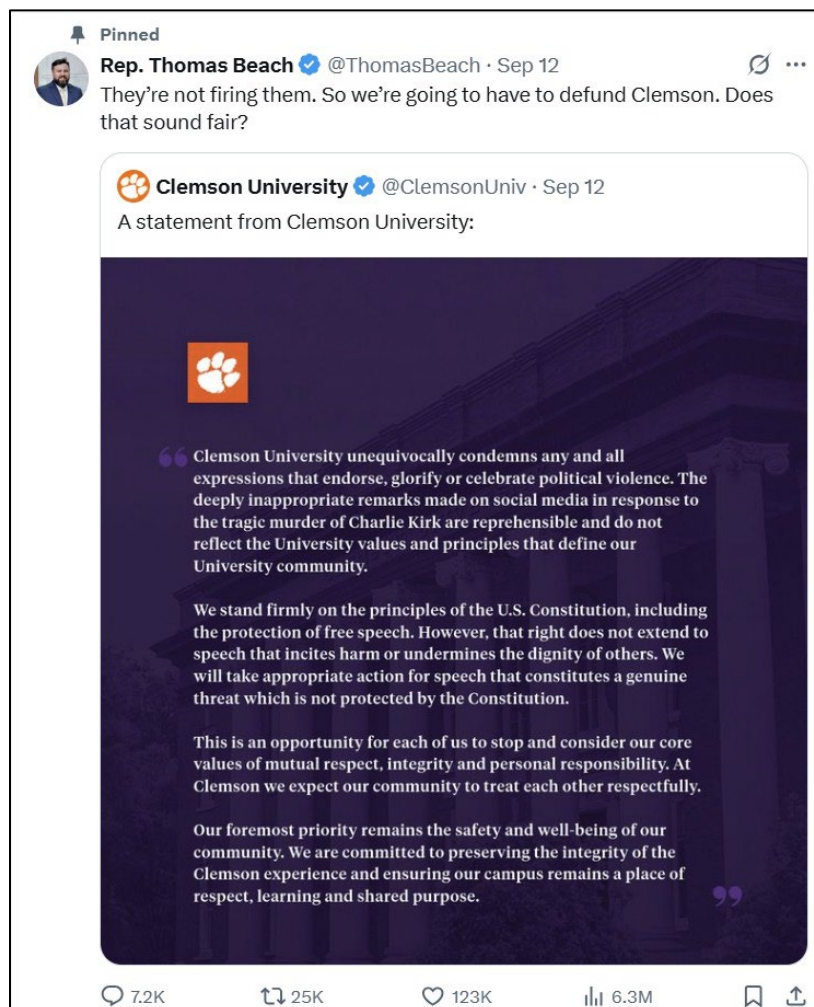 Pinned
Rep. Thomas Beach @ThomasBeach · Sep 12
They’re not firing them. So we’re going to have to defund Clemson. Does
that sound fair?
Clemson University @ClemsonUniv · Sep 12
A statement from Clemson University:
“ Clemson University unequivocally condemns any and all
expressions that endorse, glorify or celebrate political violence. The
deeply inappropriate remarks made on social media in response to
the tragic murder of Charlie Kirk are reprehensible and do not
reflect the University values and principles that define our
University community.
We stand firmly on the principles of the U.S. Constitution, including
the protection of free speech. However, that right does not extend to
speech that incites harm or undermines the dignity of others. We
will take appropriate action for speech that constitutes a genuine
threat which is not protected by the Constitution.
This is an opportunity for each of us to stop and consider our core
values of mutual respect, integrity and personal responsibility. At
Clemson we expect our community to treat each other respectfully.
Our foremost priority remains the safety and well-being of our
community. We are committed to preserving the integrity of the
Clemson experience and ensuring our campus remains a place of
respect, learning and shared purpose. ”
7.2K 25K 123K 6.3M